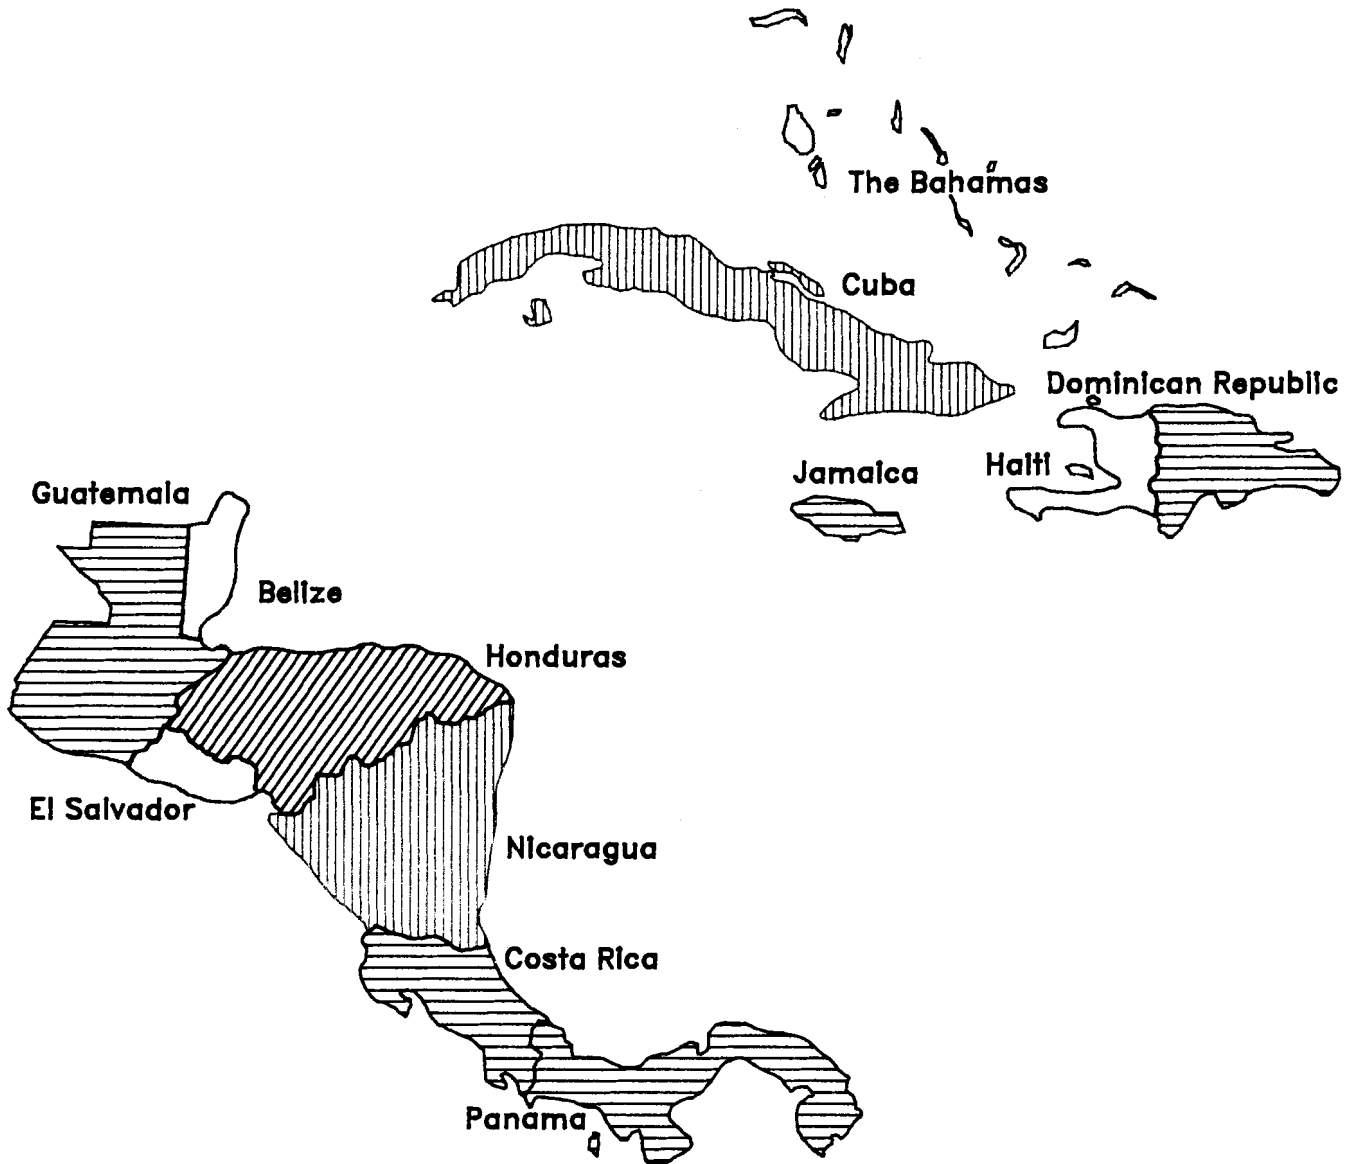 The Bahamas
Cuba
Dominican Republic
Haiti
Jamaica
Guatemala
Belize
Honduras
El Salvador
Nicaragua
Costa Rica
Panama